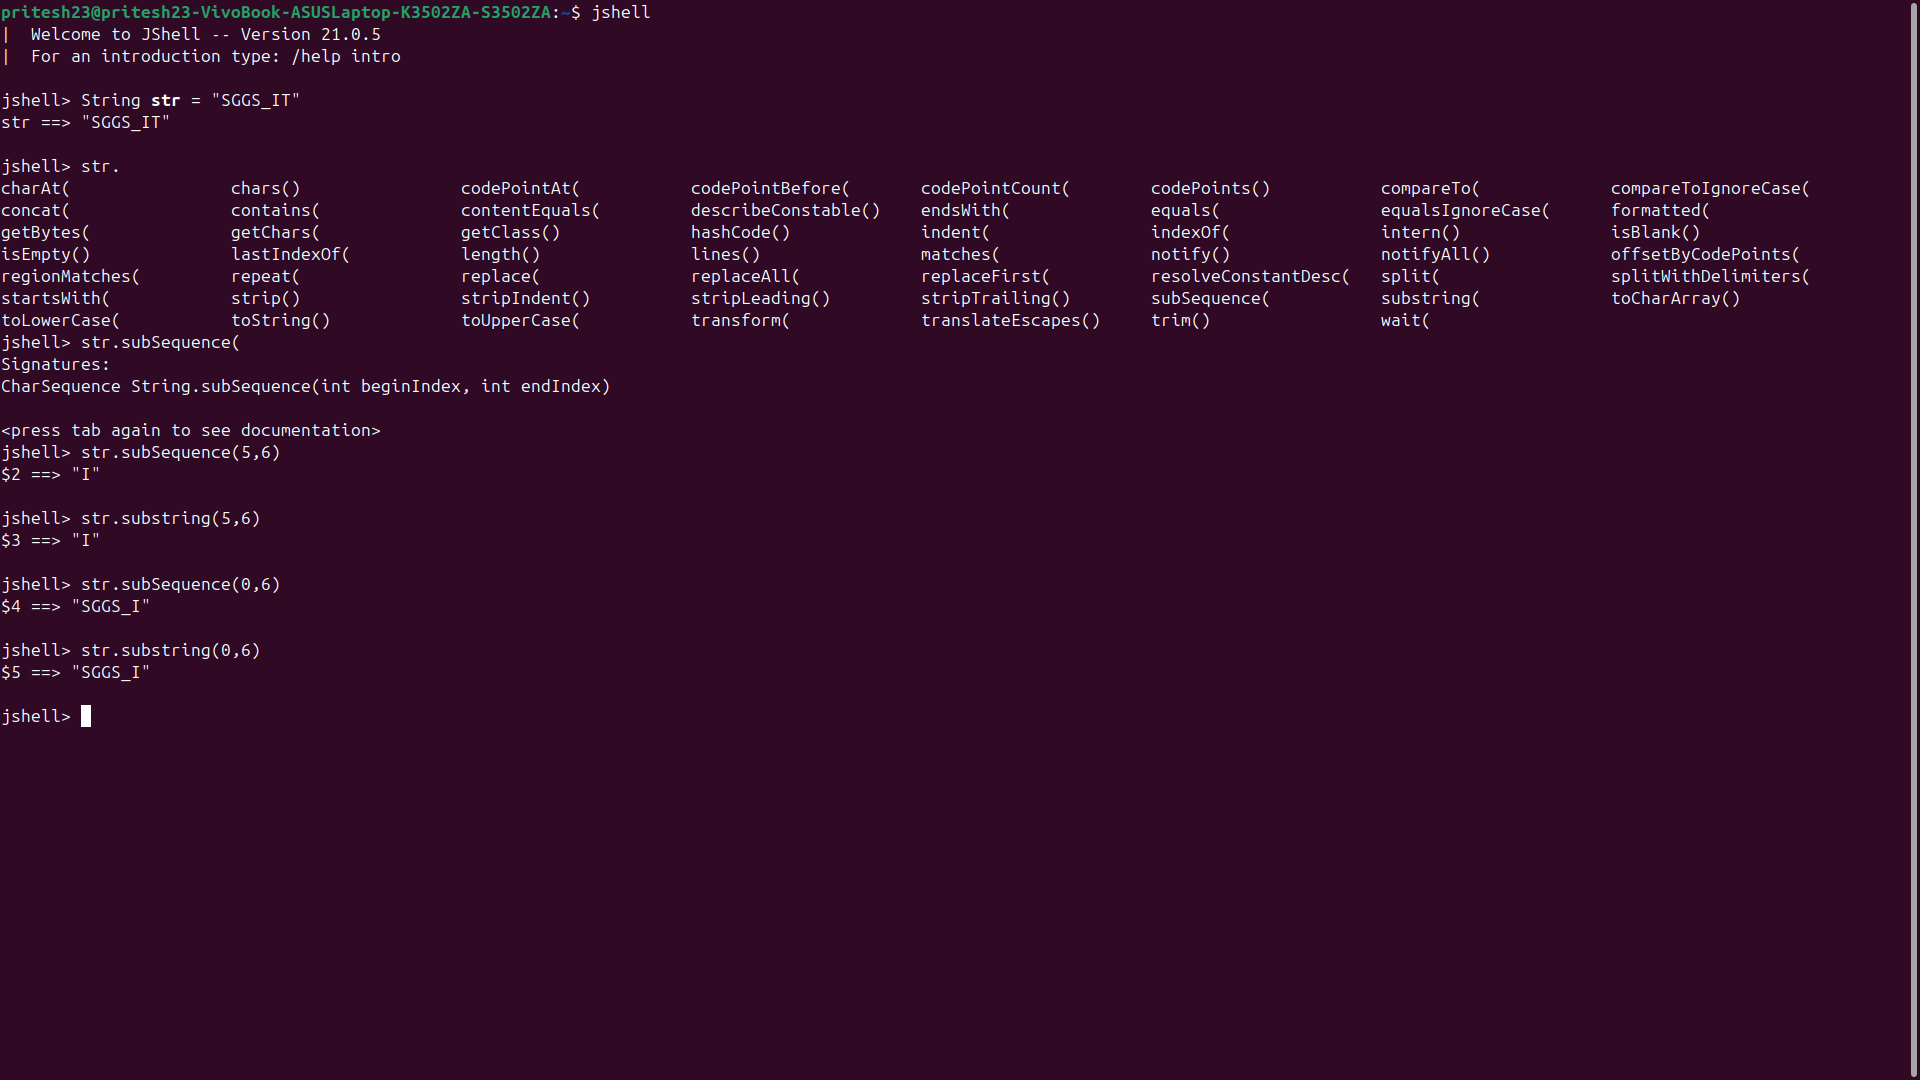 pritesh23@pritesh23-VivoBook-ASUSLaptop-K3502ZA-S3502ZA:~$ jshell
|  Welcome to JShell -- Version 21.0.5
|  For an introduction type: /help intro

jshell> String str = "SGGS_IT"
str ==> "SGGS_IT"

jshell> str.
charAt(                chars()                codePointAt(           codePointBefore(       codePointCount(        codePoints()           compareTo(             compareToIgnoreCase(
concat(                contains(              contentEquals(         describeConstable()    endsWith(              equals(                equalsIgnoreCase(      formatted(
getBytes(              getChars(              getClass()             hashCode()             indent(                indexOf(               intern()               isBlank()
isEmpty()              lastIndexOf(           length()               lines()                matches(               notify()               notifyAll()            offsetByCodePoints(
regionMatches(         repeat(                replace(               replaceAll(            replaceFirst(          resolveConstantDesc(   split(                 splitWithDelimiters(
startsWith(            strip()                stripIndent()          stripLeading()         stripTrailing()        subSequence(           substring(             toCharArray()
toLowerCase(           toString()             toUpperCase(           transform(             translateEscapes()     trim()                 wait(
jshell> str.subSequence(
Signatures:
CharSequence String.subSequence(int beginIndex, int endIndex)

<press tab again to see documentation>
jshell> str.subSequence(5,6)
$2 ==> "I"

jshell> str.substring(5,6)
$3 ==> "I"

jshell> str.subSequence(0,6)
$4 ==> "SGGS_I"

jshell> str.substring(0,6)
$5 ==> "SGGS_I"

jshell>